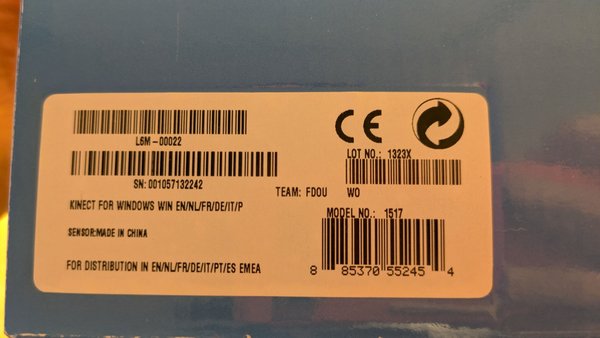 L6M-00022
SN: 001057132242
KINECT FOR WINDOWS WIN EN/NL/FR/DE/IT/P
SENSOR:MADE IN CHINA
FOR DISTRIBUTION IN EN/NL/FR/DE/IT/PT/ES EMEA
CE
LOT NO.: 1323X
TEAM: FDOU WO
MODEL NO.: 1517
8 85370 55245 4